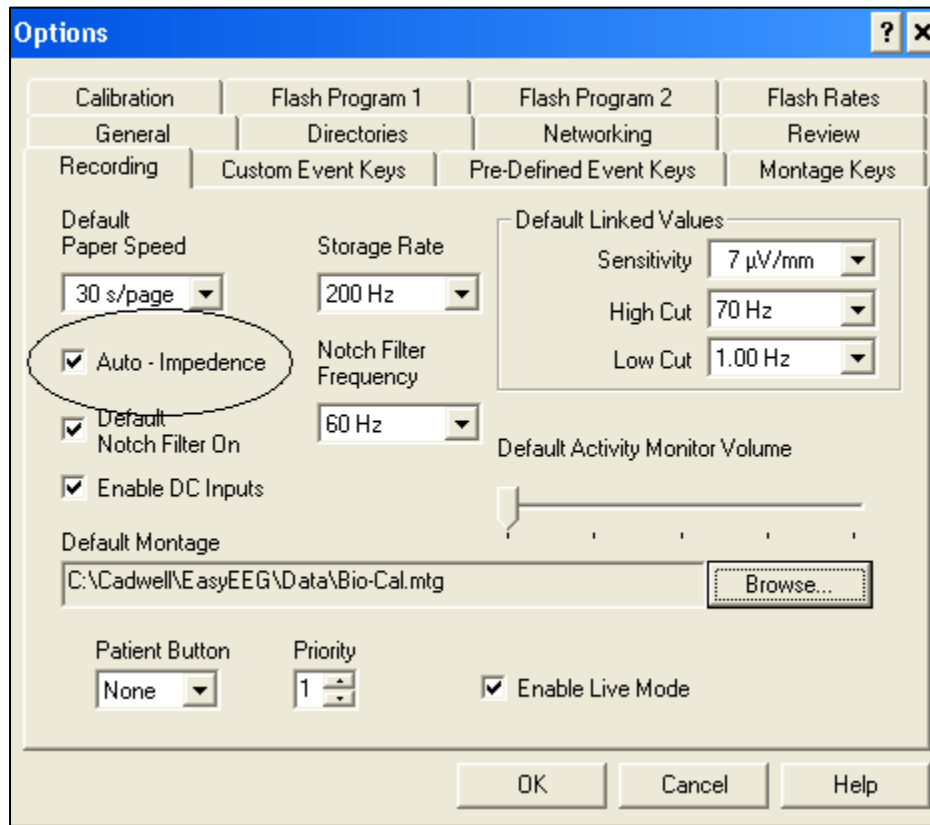 Options
Calibration Flash Program 1 Flash Program 2 Flash Rates
General Directories Networking Review
Recording Custom Event Keys Pre-Defined Event Keys Montage Keys
Default
Paper Speed
30 s/page
Storage Rate
200 Hz
Default Linked Values
Sensitivity 7 µV/mm
High Cut 70 Hz
Low Cut 1.00 Hz
Auto - Impedence
Notch Filter
Frequency
60 Hz
Default
Notch Filter On
Enable DC Inputs
Default Activity Monitor Volume
Default Montage
C:\Cadwell\EasyEEG\Data\Bio-Cal.mtg
Browse...
Patient Button
None
Priority
1
Enable Live Mode
OK Cancel Help